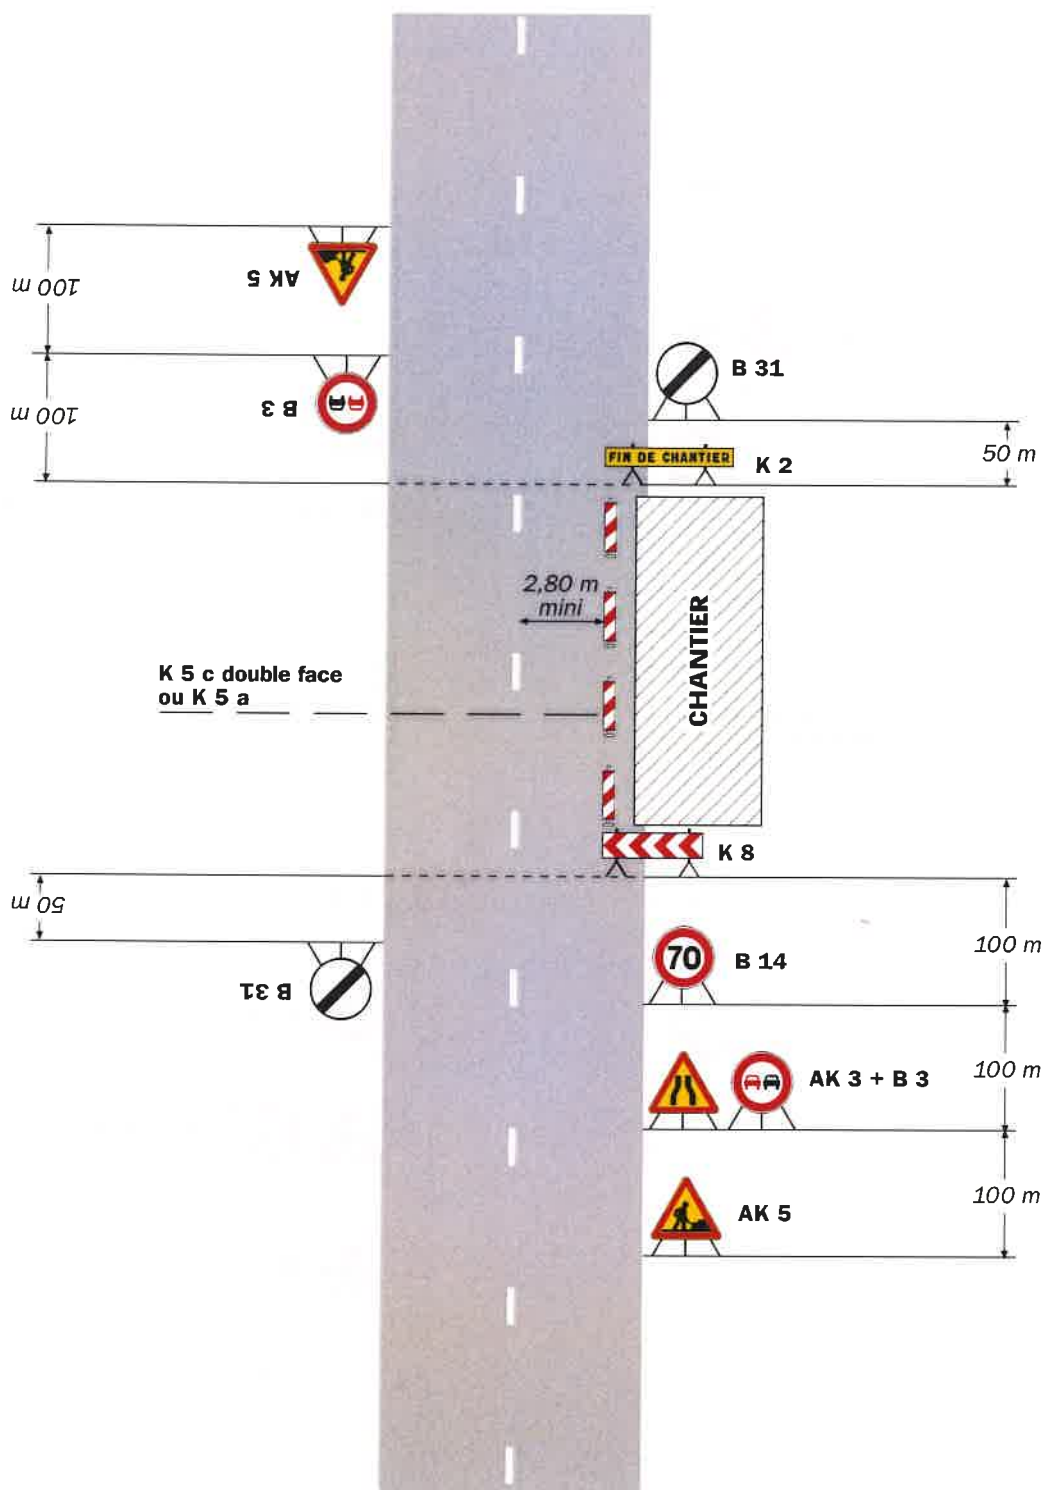 100 m
AK 5
100 m
B 3
B 31
50 m
FIN DE CHANTIER
K 2
2,80 m
mini
CHANTIER
K 5 c double face
ou K 5 a
K 8
50 m
B 31
100 m
70
B 14
100 m
AK 3 + B 3
100 m
AK 5